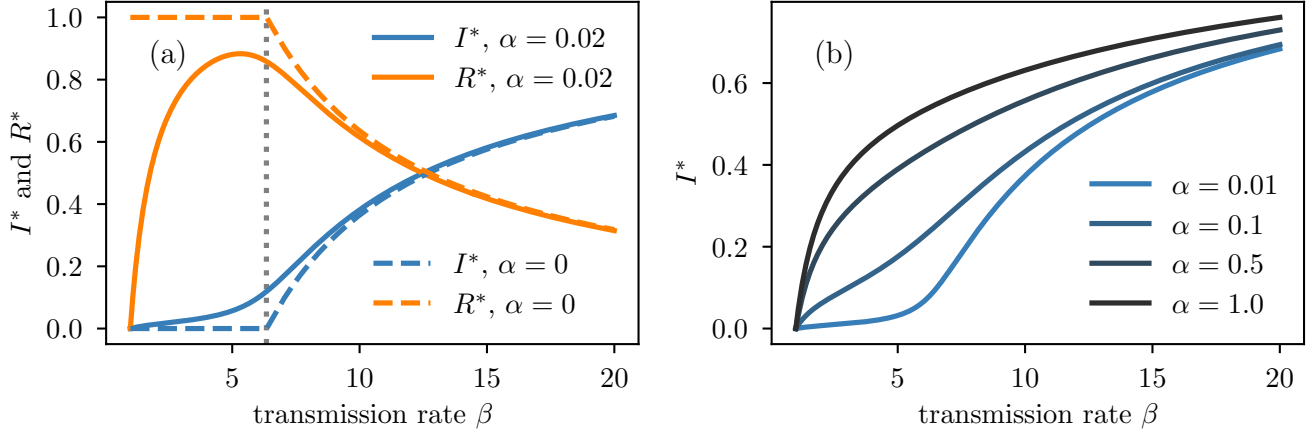 (a)
I*, α = 0.02
R*, α = 0.02
I*, α = 0
R*, α = 0
I* and R*
1.0
0.8
0.6
0.4
0.2
0.0
5
10
15
20
transmission rate β
(b)
α = 0.01
α = 0.1
α = 0.5
α = 1.0
I*
0.6
0.4
0.2
0.0
5
10
15
20
transmission rate β